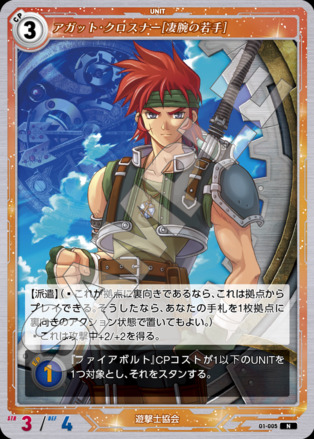 UNIT
CP
3
アガット・クロスナー[凄腕の若手]
【派遣】(・これが拠点に裏向きであるなら、これは拠点から
プレイできる。そうしたなら、あなたの手札を1枚拠点に
裏向きのアクション状態で置いてもよい。)
・これは攻撃中+2/+2を得る。
1
「ファイアボルト」CPコストが1以下のUNITを
1つ対象とし、それをスタンする。
3 / 4
遊撃士協会
01-005 N